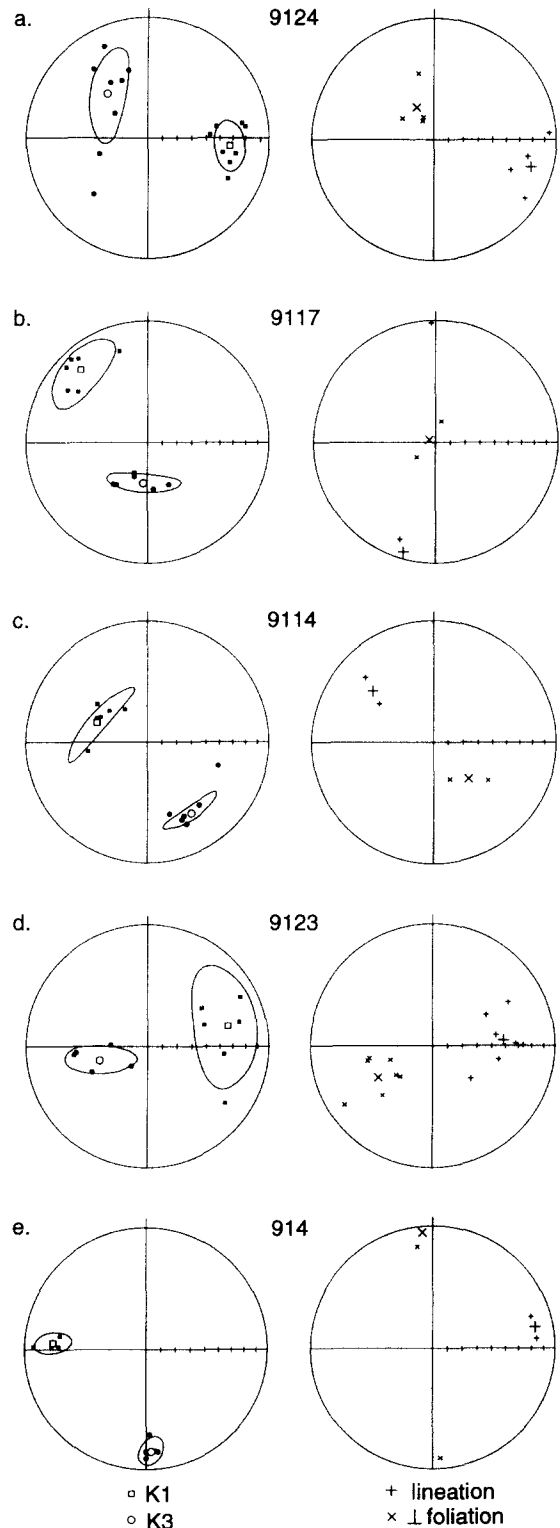 a. 9124
b. 9117
c. 9114
d. 9123
e. 914
□ K1 + lineation
○ K3 × ⊥ foliation